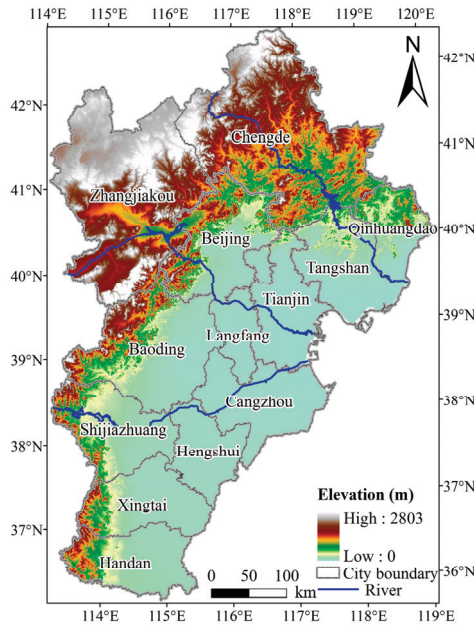 114°E 115°E 116°E 117°E 118°E 119°E 120°E
N
42°N
42°N
Chengde
41°N
41°N
Zhangjiakou
Qinhuangdao
Beijing
40°N
40°N
Tangshan
Tianjin
Langfang
39°N
39°N
Baoding
Cangzhou
38°N
38°N
Shijiazhuang
Hengshui
Elevation (m)
High : 2803
37°N
37°N
Xingtai
Low : 0
City boundary
Handan
0 50 100
km
River
36°N
114°E 115°E 116°E 117°E 118°E 119°E